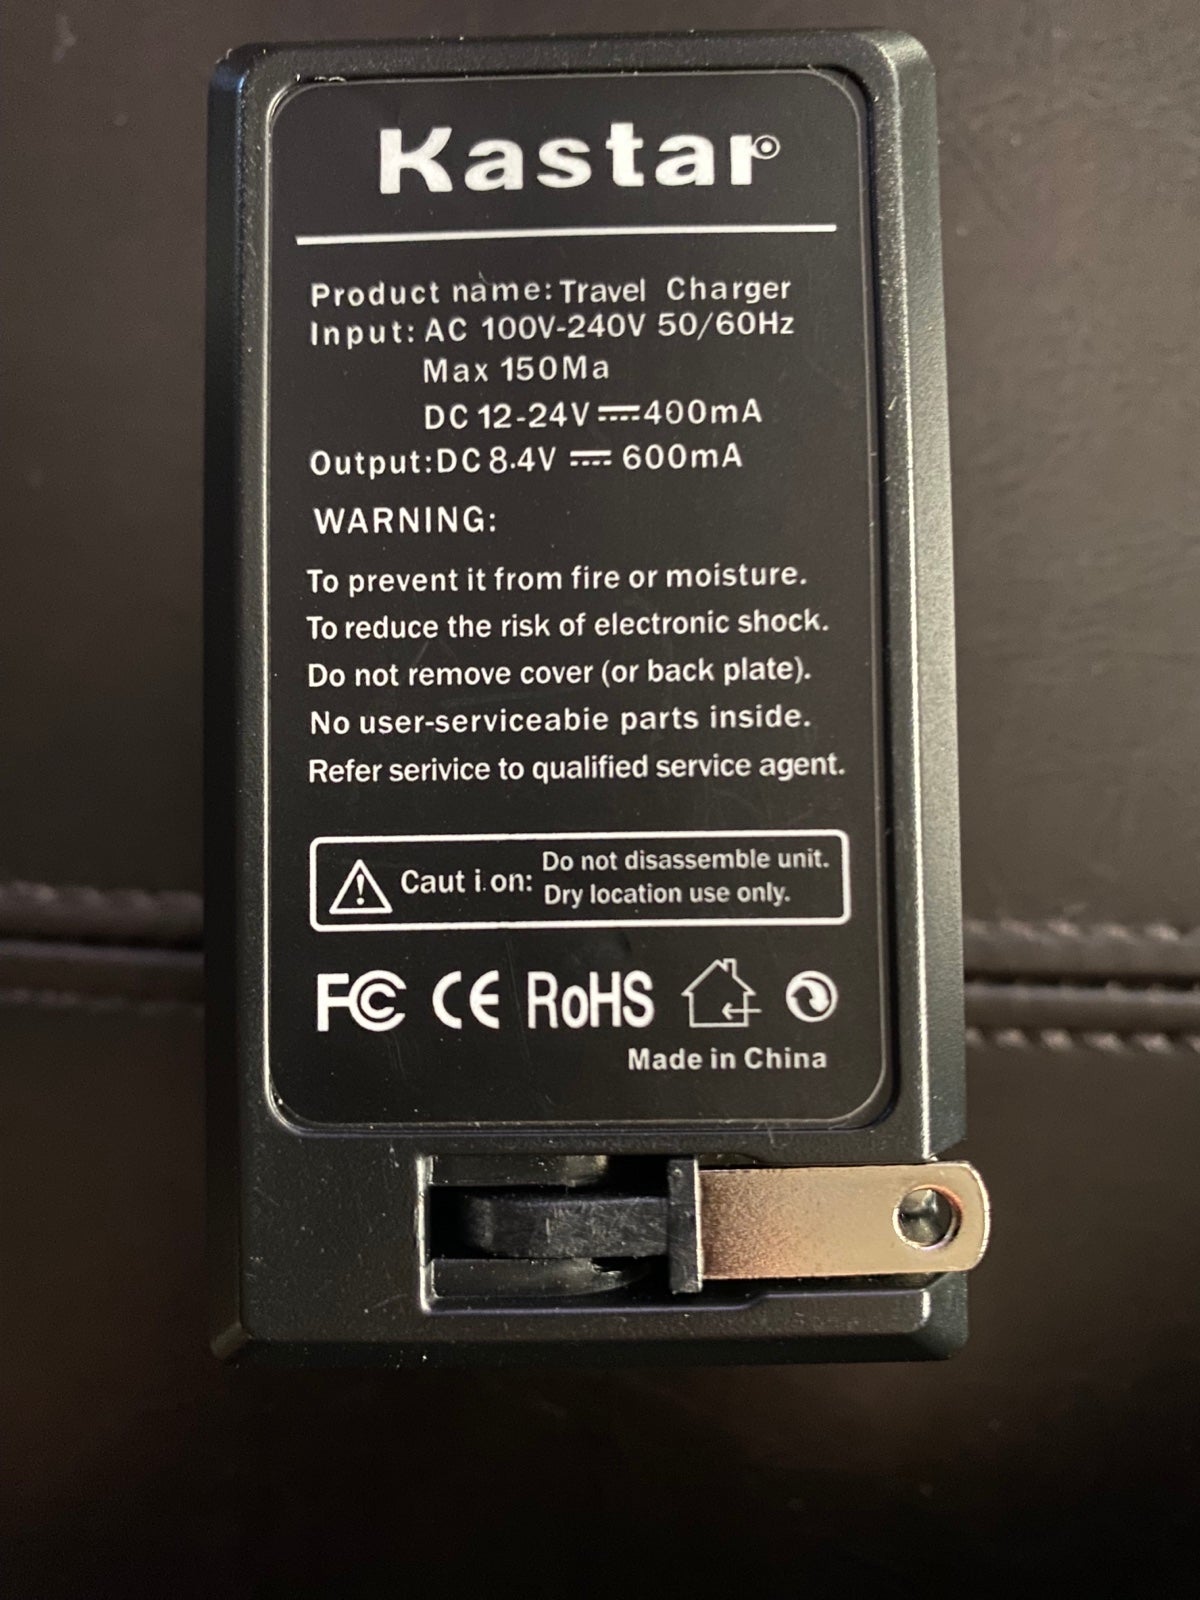 Kastar
Product name: Travel Charger
Input: AC 100V-240V 50/60Hz
Max 150Ma
DC 12-24V ⎓ 400mA
Output: DC 8.4V ⎓ 600mA
WARNING:
To prevent it from fire or moisture.
To reduce the risk of electronic shock.
Do not remove cover (or back plate).
No user-serviceabie parts inside.
Refer serivice to qualified service agent.
Caution: Do not disassemble unit.
Dry location use only.
FC CE RoHS
Made in China